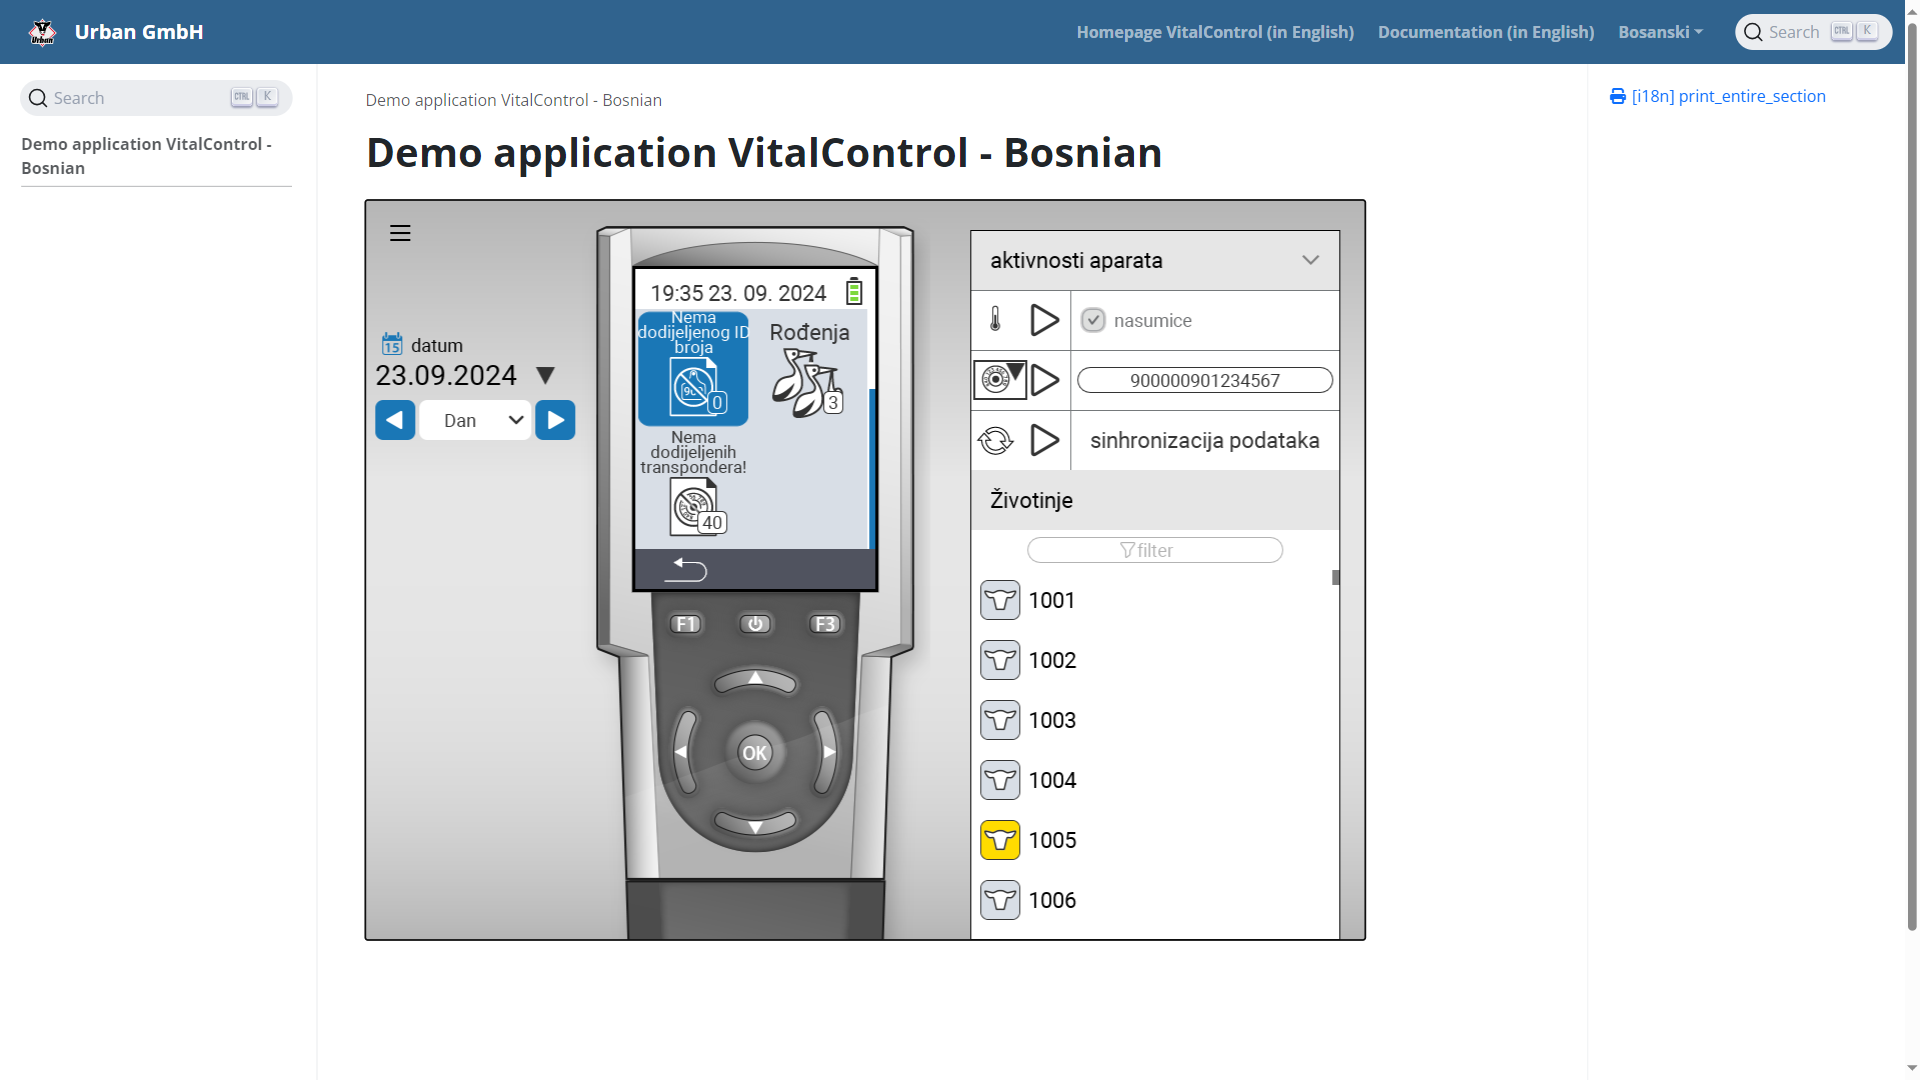 Urban GmbH
Homepage VitalControl (in English)
Documentation (in English)
Bosanski
Search CTRL K
Search CTRL K
Demo application VitalControl -
Bosnian
Demo application VitalControl - Bosnian
Demo application VitalControl - Bosnian
[i18n] print_entire_section
15 datum
23.09.2024
Dan
19:35 23. 09. 2024
Nema
dodijeljenog ID
broja
0
Rođenja
3
Nema
dodijeljenih
transpondera!
40
F1
F3
OK
aktivnosti aparata
nasumice
900000901234567
sinhronizacija podataka
Životinje
filter
1001
1002
1003
1004
1005
1006